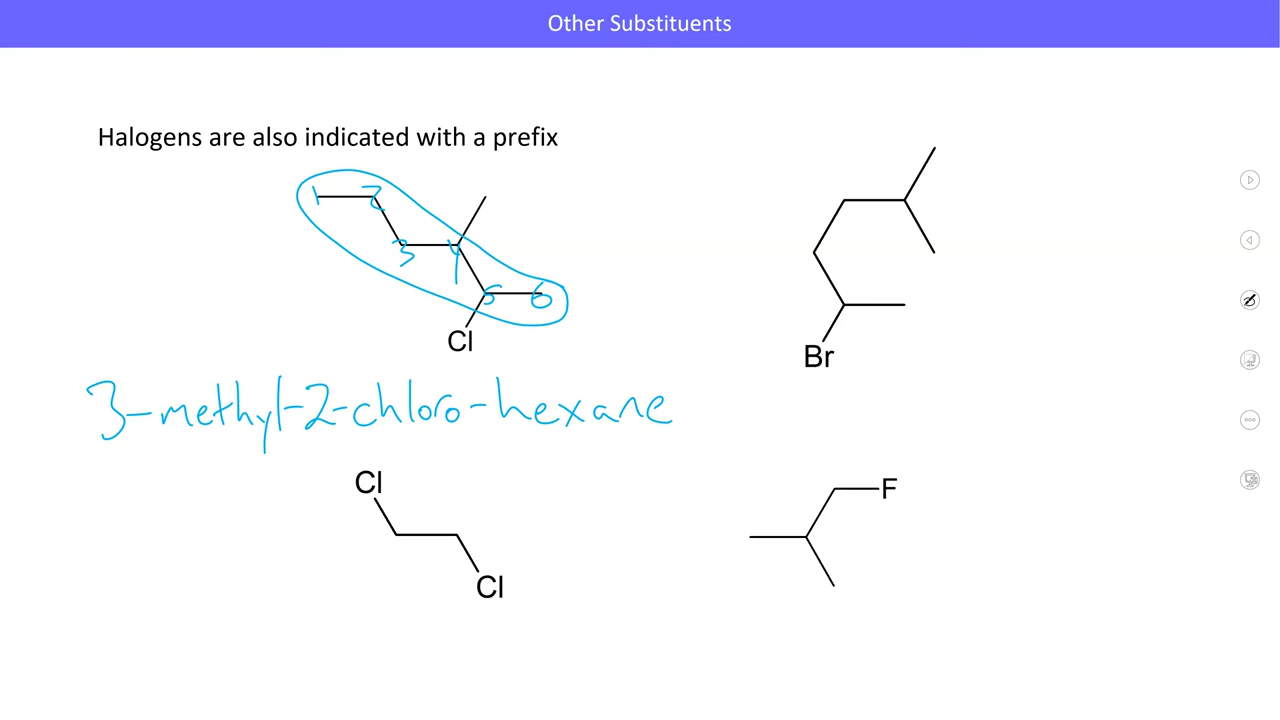 Other Substituents
Halogens are also indicated with a prefix
1 2
3 4
5 6
Cl
Br
3-methyl-2-chloro-hexane
Cl
F
Cl